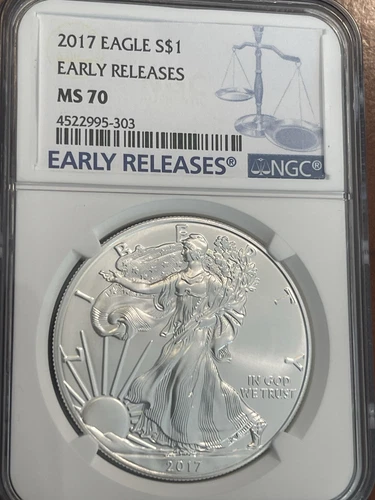 2017 EAGLE S$1
EARLY RELEASES
MS 70
4522995-303
EARLY RELEASES® NGC®
LIBERTY
IN GOD
WE TRUST
2017